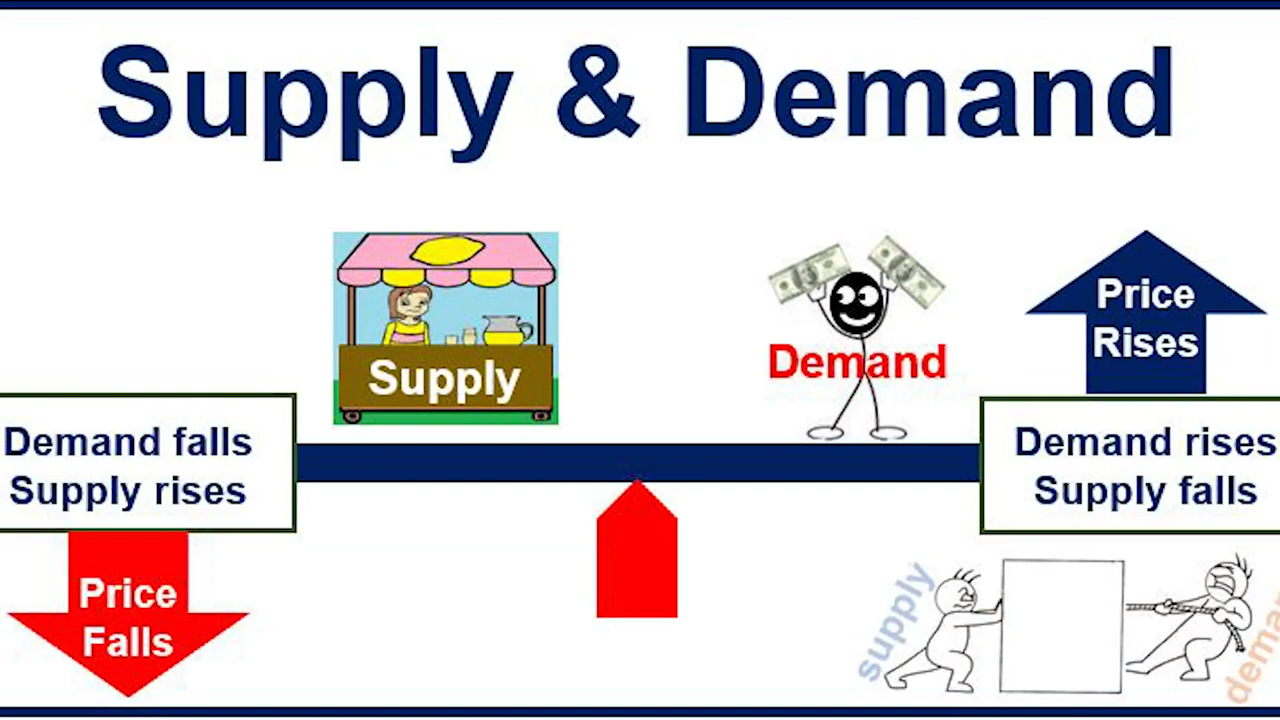 Supply & Demand
Supply
Demand
Price
Rises
Demand falls
Supply rises
Demand rises
Supply falls
Price
Falls
supply